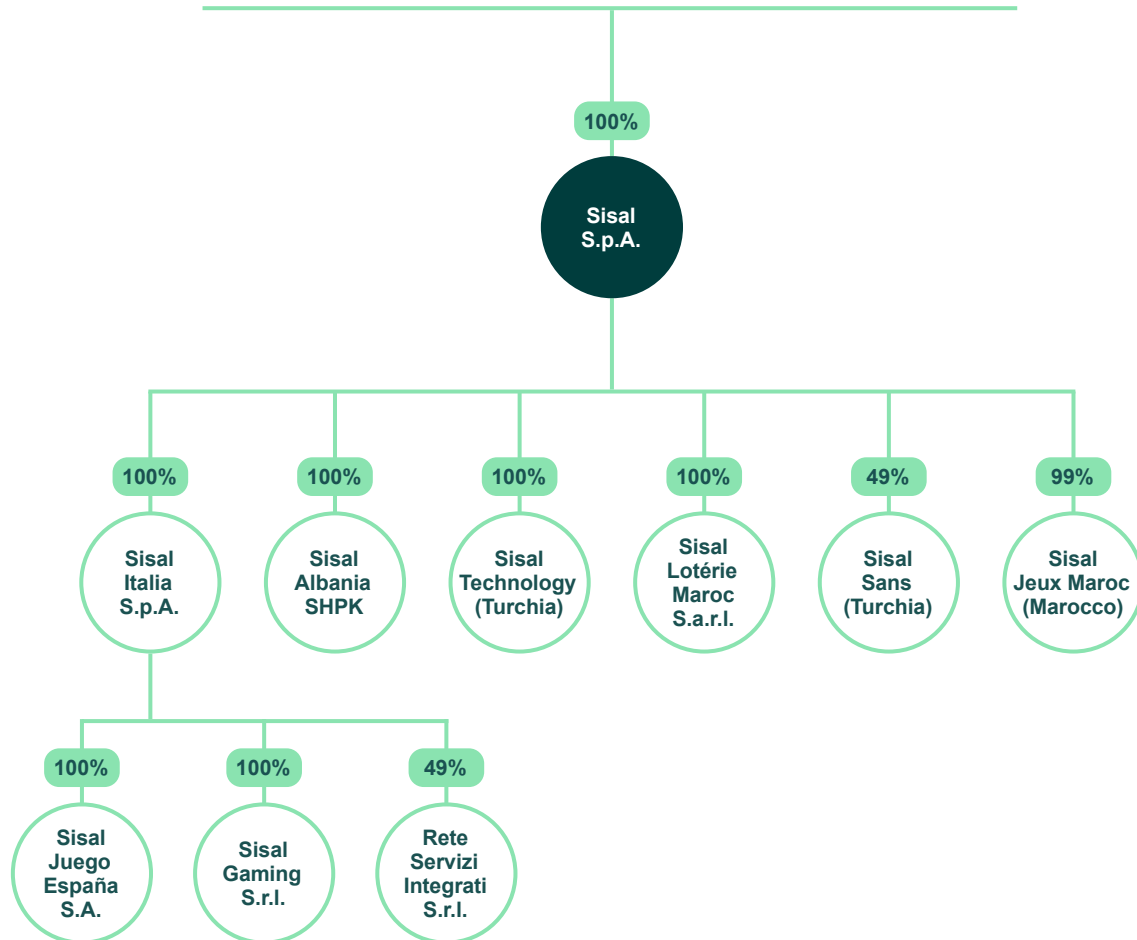 100%
Sisal
S.p.A.
100%
100%
100%
100%
49%
99%
Sisal
Italia
S.p.A.
Sisal
Albania
SHPK
Sisal
Technology
(Turchia)
Sisal
Lotérie
Maroc
S.a.r.l.
Sisal
Sans
(Turchia)
Sisal
Jeux Maroc
(Marocco)
100%
100%
49%
Sisal
Juego
España
S.A.
Sisal
Gaming
S.r.l.
Rete
Servizi
Integrati
S.r.l.